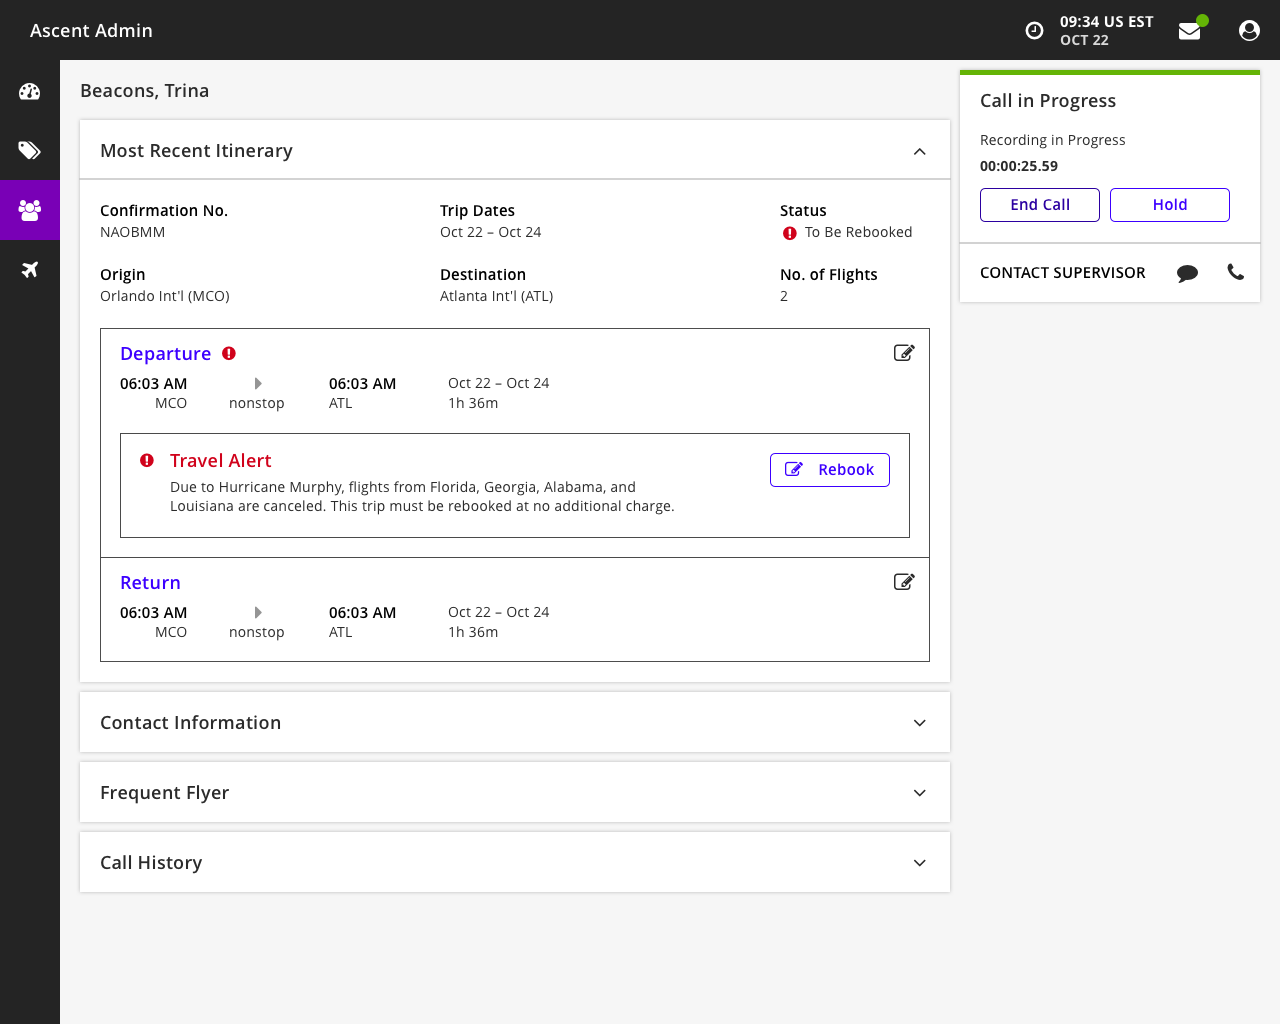 Ascent Admin
09:34 US EST
OCT 22
Beacons, Trina
Most Recent Itinerary
Confirmation No.
NAOBMM
Trip Dates
Oct 22 – Oct 24
Status
To Be Rebooked
Origin
Orlando Int'l (MCO)
Destination
Atlanta Int'l (ATL)
No. of Flights
2
Departure
06:03 AM
MCO
nonstop
06:03 AM
ATL
Oct 22 – Oct 24
1h 36m
Travel Alert
Due to Hurricane Murphy, flights from Florida, Georgia, Alabama, and
Louisiana are canceled. This trip must be rebooked at no additional charge.
Rebook
Return
06:03 AM
MCO
nonstop
06:03 AM
ATL
Oct 22 – Oct 24
1h 36m
Contact Information
Frequent Flyer
Call History
Call in Progress
Recording in Progress
00:00:25.59
End Call
Hold
CONTACT SUPERVISOR